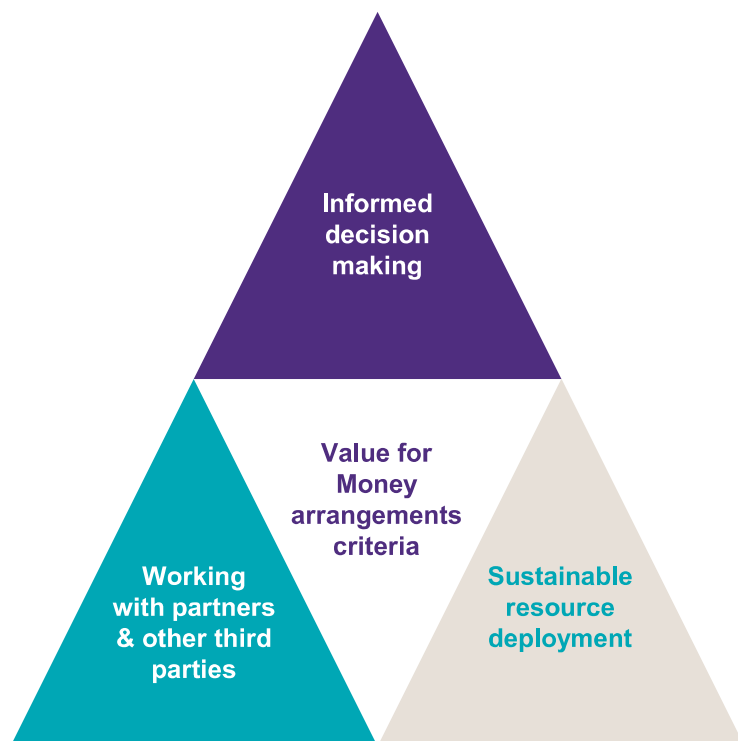 Informed
decision
making
Value for
Money
arrangements
criteria
Working
with partners
& other third
parties
Sustainable
resource
deployment